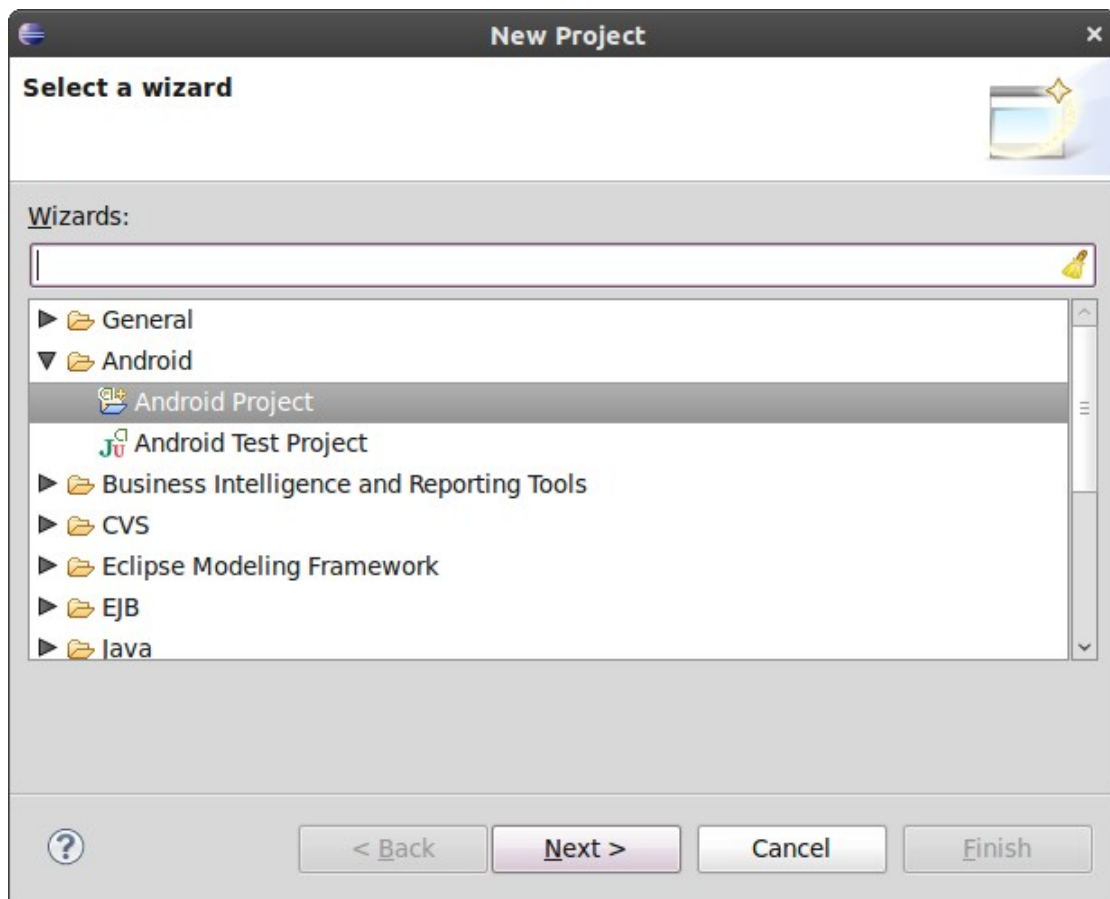 New Project
Select a wizard
Wizards:
General
Android
Android Project
Android Test Project
Business Intelligence and Reporting Tools
CVS
Eclipse Modeling Framework
EJB
Java
< Back
Next >
Cancel
Finish